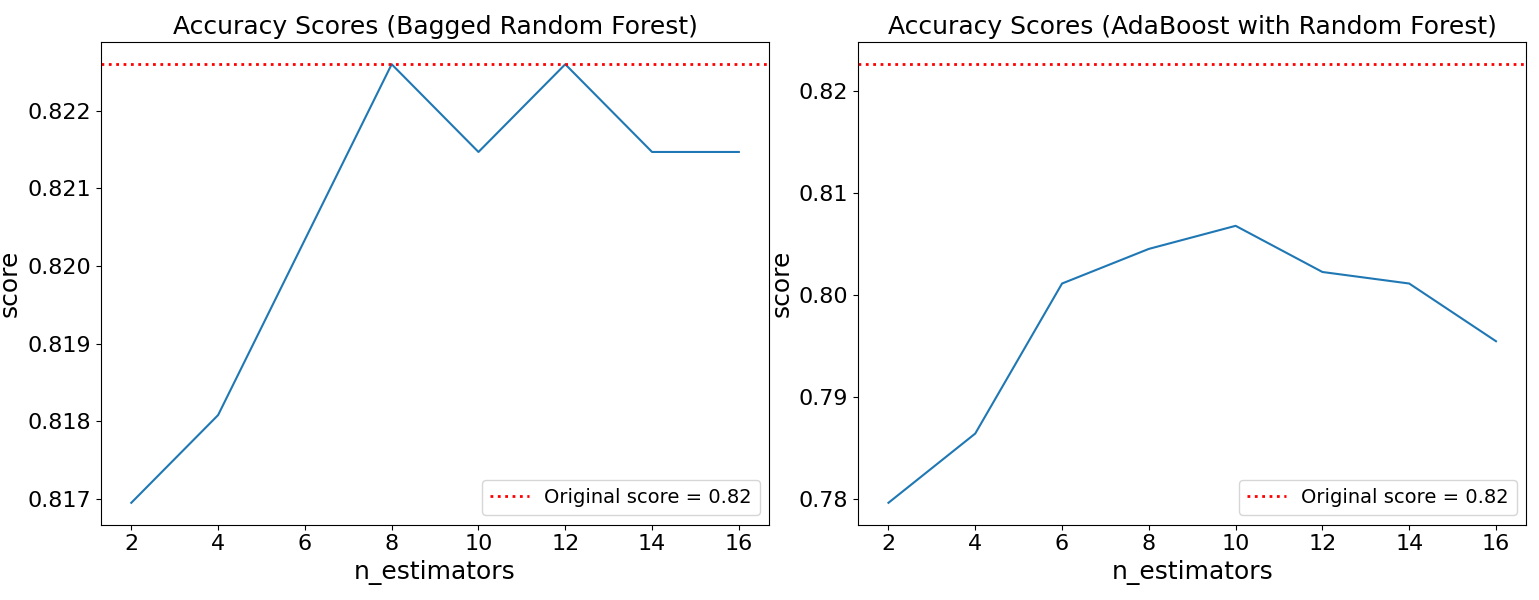 Accuracy Scores (Bagged Random Forest)
score
0.822
0.821
0.820
0.819
0.818
0.817
Original score = 0.82
2 4 6 8 10 12 14 16
n_estimators
Accuracy Scores (AdaBoost with Random Forest)
score
0.82
0.81
0.80
0.79
0.78
Original score = 0.82
2 4 6 8 10 12 14 16
n_estimators